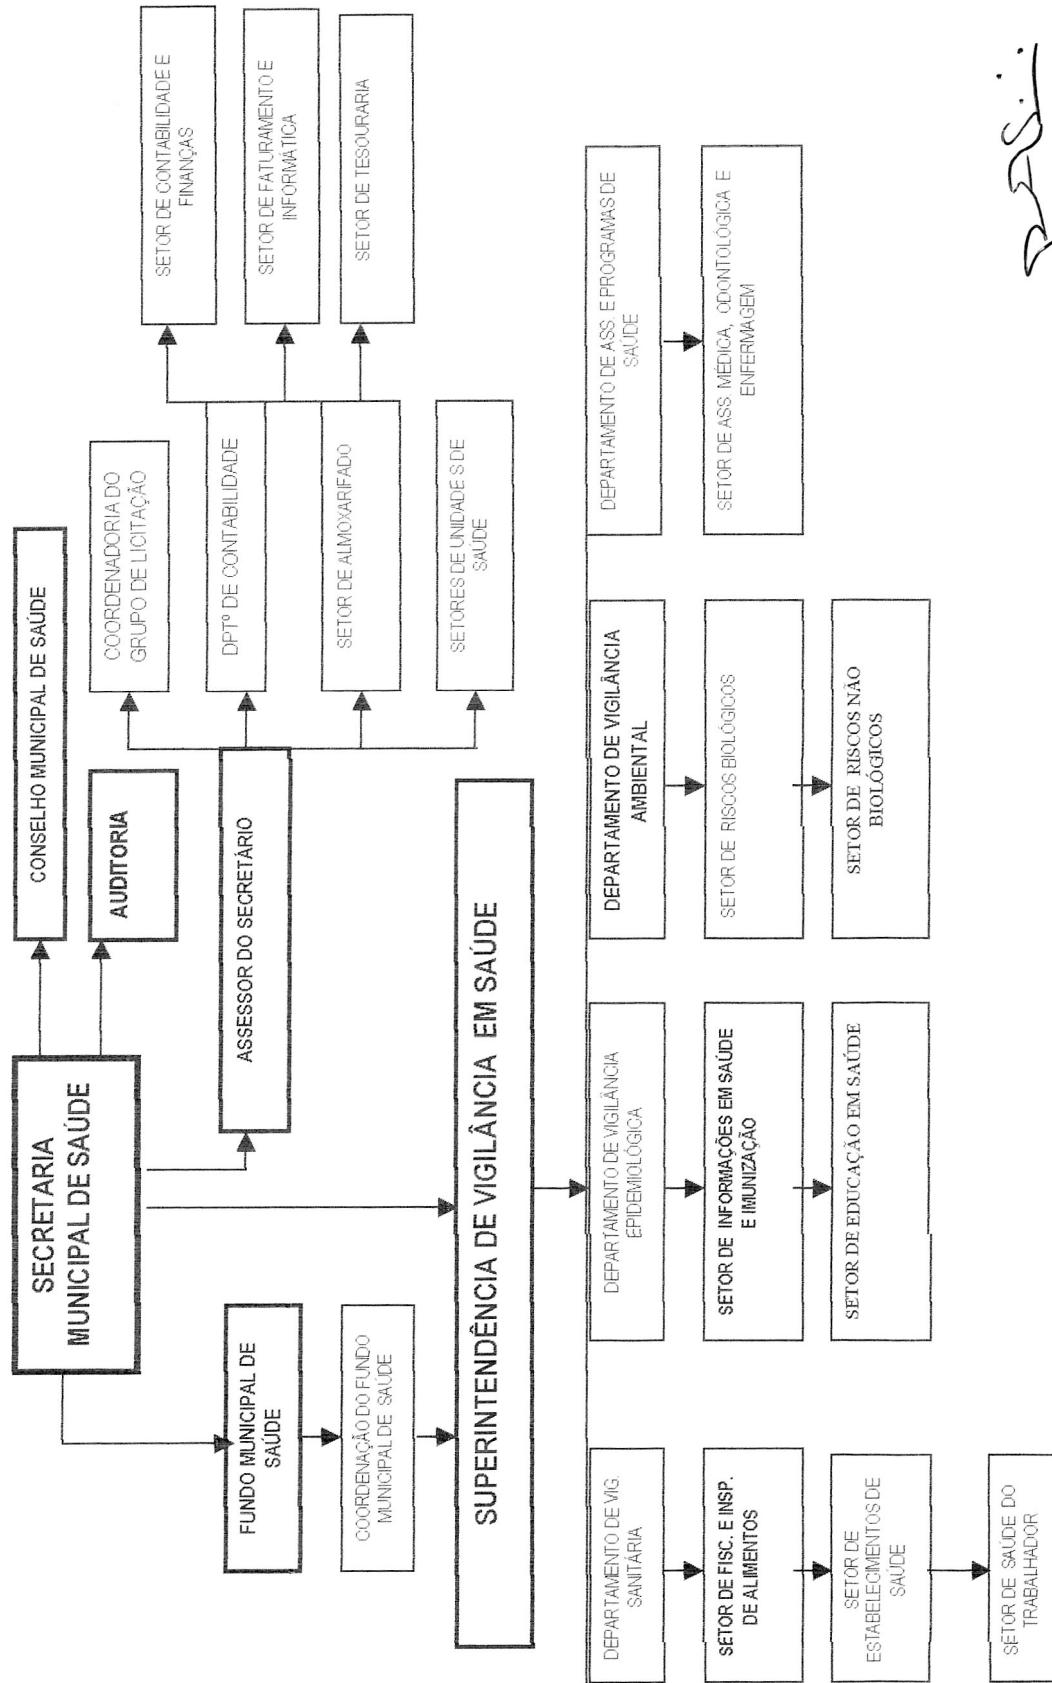 SECRETARIA
MUNICIPAL DE SAÚDE
CONSELHO MUNICIPAL DE SAÚDE
AUDITORIA
ASSESSOR DO SECRETÁRIO
COORDENADORIA DO
GRUPO DE LICITAÇÃO
DPTº DE CONTABILIDADE
SETOR DE ALMOXARIFADO
SETORES DE UNIDADE S DE
SAÚDE
SETOR DE CONTABILIDADE E
FINANÇAS
SETOR DE FATURAMENTO E
INFORMÁTICA
SETOR DE TESOURARIA
FUNDO MUNICIPAL DE
SAÚDE
COORDENAÇÃO DO FUNDO
MUNICIPAL DE SAÚDE
SUPERINTENDÊNCIA DE VIGILÂNCIA EM SAÚDE
DEPARTAMENTO DE VIG.
SANITÁRIA
SETOR DE FISC. E INSP.
DE ALIMENTOS
SETOR DE
ESTABELECIMENTOS DE
SAÚDE
SETOR DE SAÚDE DO
TRABALHADOR
DEPARTAMENTO DE VIGILÂNCIA
EPIDEMIOLÓGICA
SETOR DE INFORMAÇÕES EM SAÚDE
E IMUNIZAÇÃO
SETOR DE EDUCAÇÃO EM SAÚDE
DEPARTAMENTO DE VIGILÂNCIA
AMBIENTAL
SETOR DE RISCOS BIOLÓGICOS
SETOR DE RISCOS NÃO
BIOLÓGICOS
DEPARTAMENTO DE ASS. E PROGRAMAS DE
SAÚDE
SETOR DE ASS. MÉDICA, ODONTOLÓGICA E
ENFERMAGEM